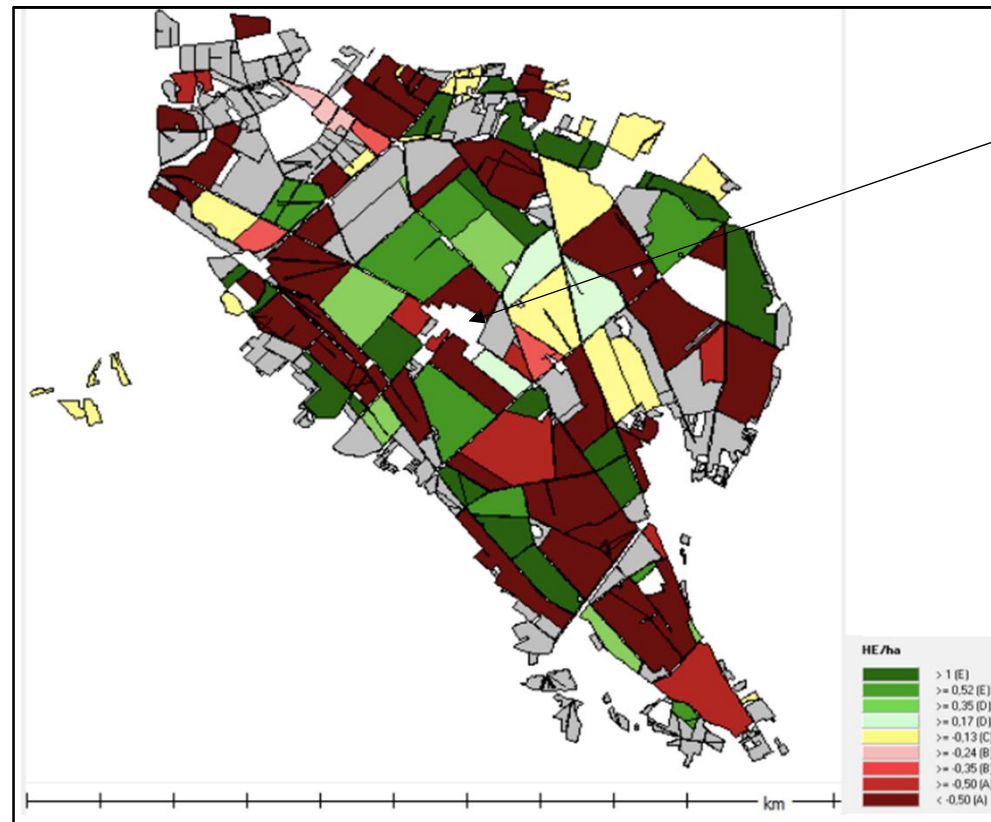 km
HE/ha
> 1 (E)
>= 0,52 (E)
>= 0,35 (D)
>= 0,17 (D)
>= -0,13 (C)
>= -0,24 (B)
>= -0,35 (B)
>= -0,50 (A)
< -0,50 (A)